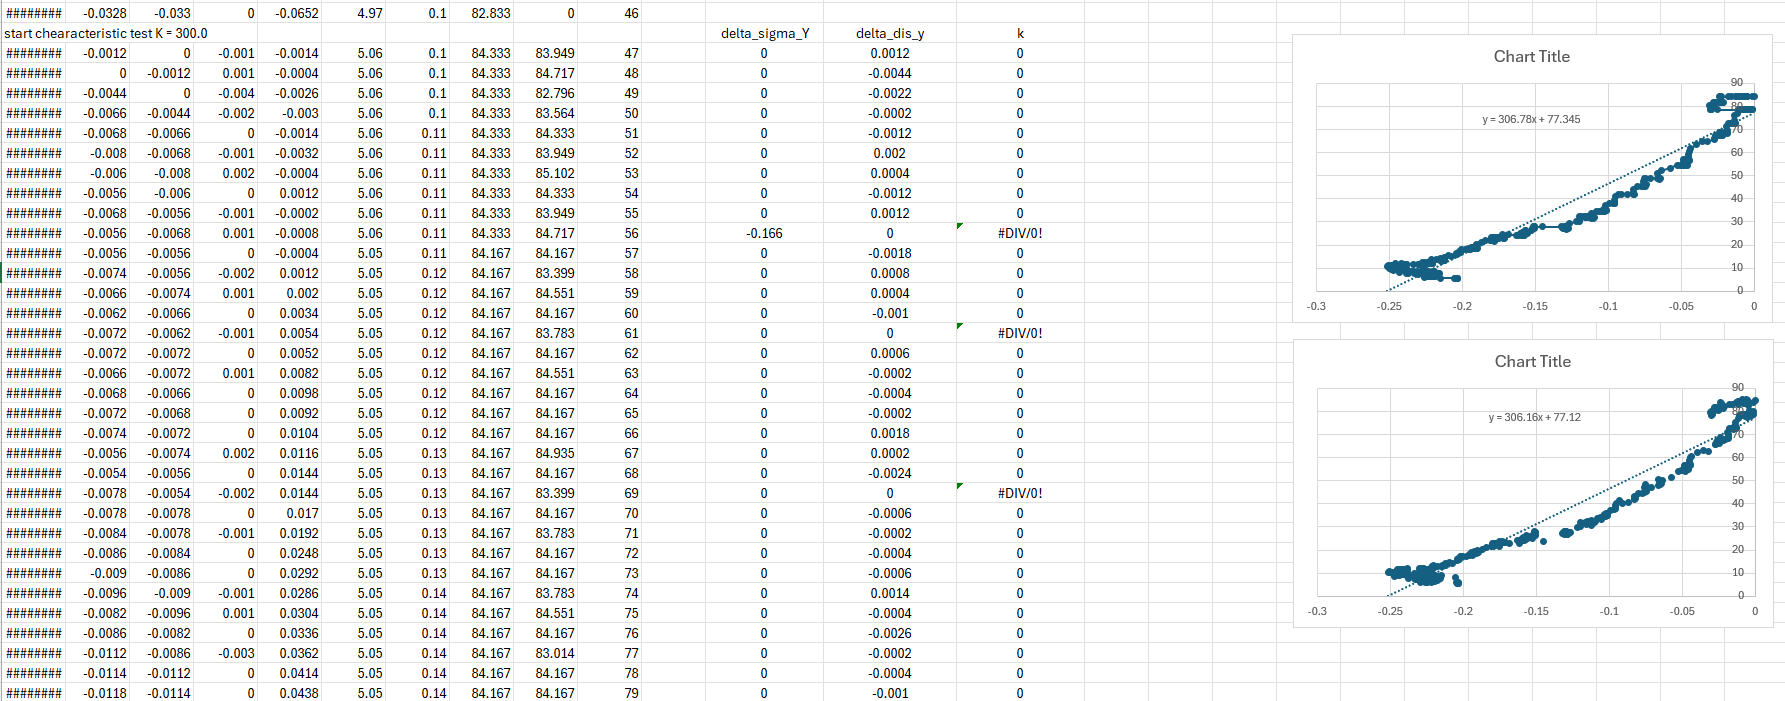 ######## -0.0328 -0.033 0 -0.0652 4.97 0.1 82.833 0 46
start chearacteristic test K = 300.0 delta_sigma_Y delta_dis_y k
######## -0.0012 0 -0.001 -0.0014 5.06 0.1 84.333 83.949 47 0 0.0012 0
######## 0 -0.0012 0.001 -0.0004 5.06 0.1 84.333 84.717 48 0 -0.0044 0
######## -0.0044 0 -0.004 -0.0026 5.06 0.1 84.333 82.796 49 0 -0.0022 0
######## -0.0066 -0.0044 -0.002 -0.003 5.06 0.1 84.333 83.564 50 0 -0.0002 0
######## -0.0068 -0.0066 0 -0.0014 5.06 0.11 84.333 84.333 51 0 -0.0012 0
######## -0.008 -0.0068 -0.001 -0.0032 5.06 0.11 84.333 83.949 52 0 0.002 0
######## -0.006 -0.008 0.002 -0.0004 5.06 0.11 84.333 85.102 53 0 0.0004 0
######## -0.0056 -0.006 0 0.0012 5.06 0.11 84.333 84.333 54 0 -0.0012 0
######## -0.0068 -0.0056 -0.001 -0.0002 5.06 0.11 84.333 83.949 55 0 0.0012 0
######## -0.0056 -0.0068 0.001 -0.0008 5.06 0.11 84.333 84.717 56 -0.166 0 #DIV/0!
######## -0.0056 -0.0056 0 -0.0004 5.05 0.11 84.167 84.167 57 0 -0.0018 0
######## -0.0074 -0.0056 -0.002 0.0012 5.05 0.12 84.167 83.399 58 0 0.0008 0
######## -0.0066 -0.0074 0.001 0.002 5.05 0.12 84.167 84.551 59 0 0.0004 0
######## -0.0062 -0.0066 0 0.0034 5.05 0.12 84.167 84.167 60 0 -0.001 0
######## -0.0072 -0.0062 -0.001 0.0054 5.05 0.12 84.167 83.783 61 0 0 #DIV/0!
######## -0.0072 -0.0072 0 0.0052 5.05 0.12 84.167 84.167 62 0 0.0006 0
######## -0.0066 -0.0072 0.001 0.0082 5.05 0.12 84.167 84.551 63 0 -0.0002 0
######## -0.0068 -0.0066 0 0.0098 5.05 0.12 84.167 84.167 64 0 -0.0004 0
######## -0.0072 -0.0068 0 0.0092 5.05 0.12 84.167 84.167 65 0 -0.0002 0
######## -0.0074 -0.0072 0 0.0104 5.05 0.12 84.167 84.167 66 0 0.0018 0
######## -0.0056 -0.0074 0.002 0.0116 5.05 0.13 84.167 84.935 67 0 0.0002 0
######## -0.0054 -0.0056 0 0.0144 5.05 0.13 84.167 84.167 68 0 -0.0024 0
######## -0.0078 -0.0054 -0.002 0.0144 5.05 0.13 84.167 83.399 69 0 0 #DIV/0!
######## -0.0078 -0.0078 0 0.017 5.05 0.13 84.167 84.167 70 0 -0.0006 0
######## -0.0084 -0.0078 -0.001 0.0192 5.05 0.13 84.167 83.783 71 0 -0.0002 0
######## -0.0086 -0.0084 0 0.0248 5.05 0.13 84.167 84.167 72 0 -0.0004 0
######## -0.009 -0.0086 0 0.0292 5.05 0.13 84.167 84.167 73 0 -0.0006 0
######## -0.0096 -0.009 -0.001 0.0286 5.05 0.14 84.167 83.783 74 0 0.0014 0
######## -0.0082 -0.0096 0.001 0.0304 5.05 0.14 84.167 84.551 75 0 -0.0004 0
######## -0.0086 -0.0082 0 0.0336 5.05 0.14 84.167 84.167 76 0 -0.0026 0
######## -0.0112 -0.0086 -0.003 0.0362 5.05 0.14 84.167 83.014 77 0 -0.0002 0
######## -0.0114 -0.0112 0 0.0414 5.05 0.14 84.167 84.167 78 0 -0.0004 0
######## -0.0118 -0.0114 0 0.0438 5.05 0.14 84.167 84.167 79 0 -0.001 0
Chart Title
90
80
y = 306.78x + 77.345
70
60
50
40
30
20
10
0
-0.3 -0.25 -0.2 -0.15 -0.1 -0.05 0
Chart Title
90
80
y = 306.16x + 77.12
70
60
50
40
30
20
10
0
-0.3 -0.25 -0.2 -0.15 -0.1 -0.05 0